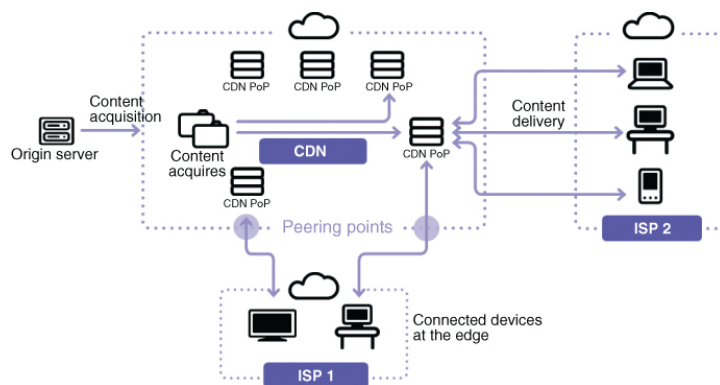 CDN PoP
CDN PoP
CDN PoP
Content
acquisition
Origin server
Content
acquires
CDN
CDN PoP
Content
delivery
CDN PoP
Peering points
ISP 2
Connected devices
at the edge
ISP 1